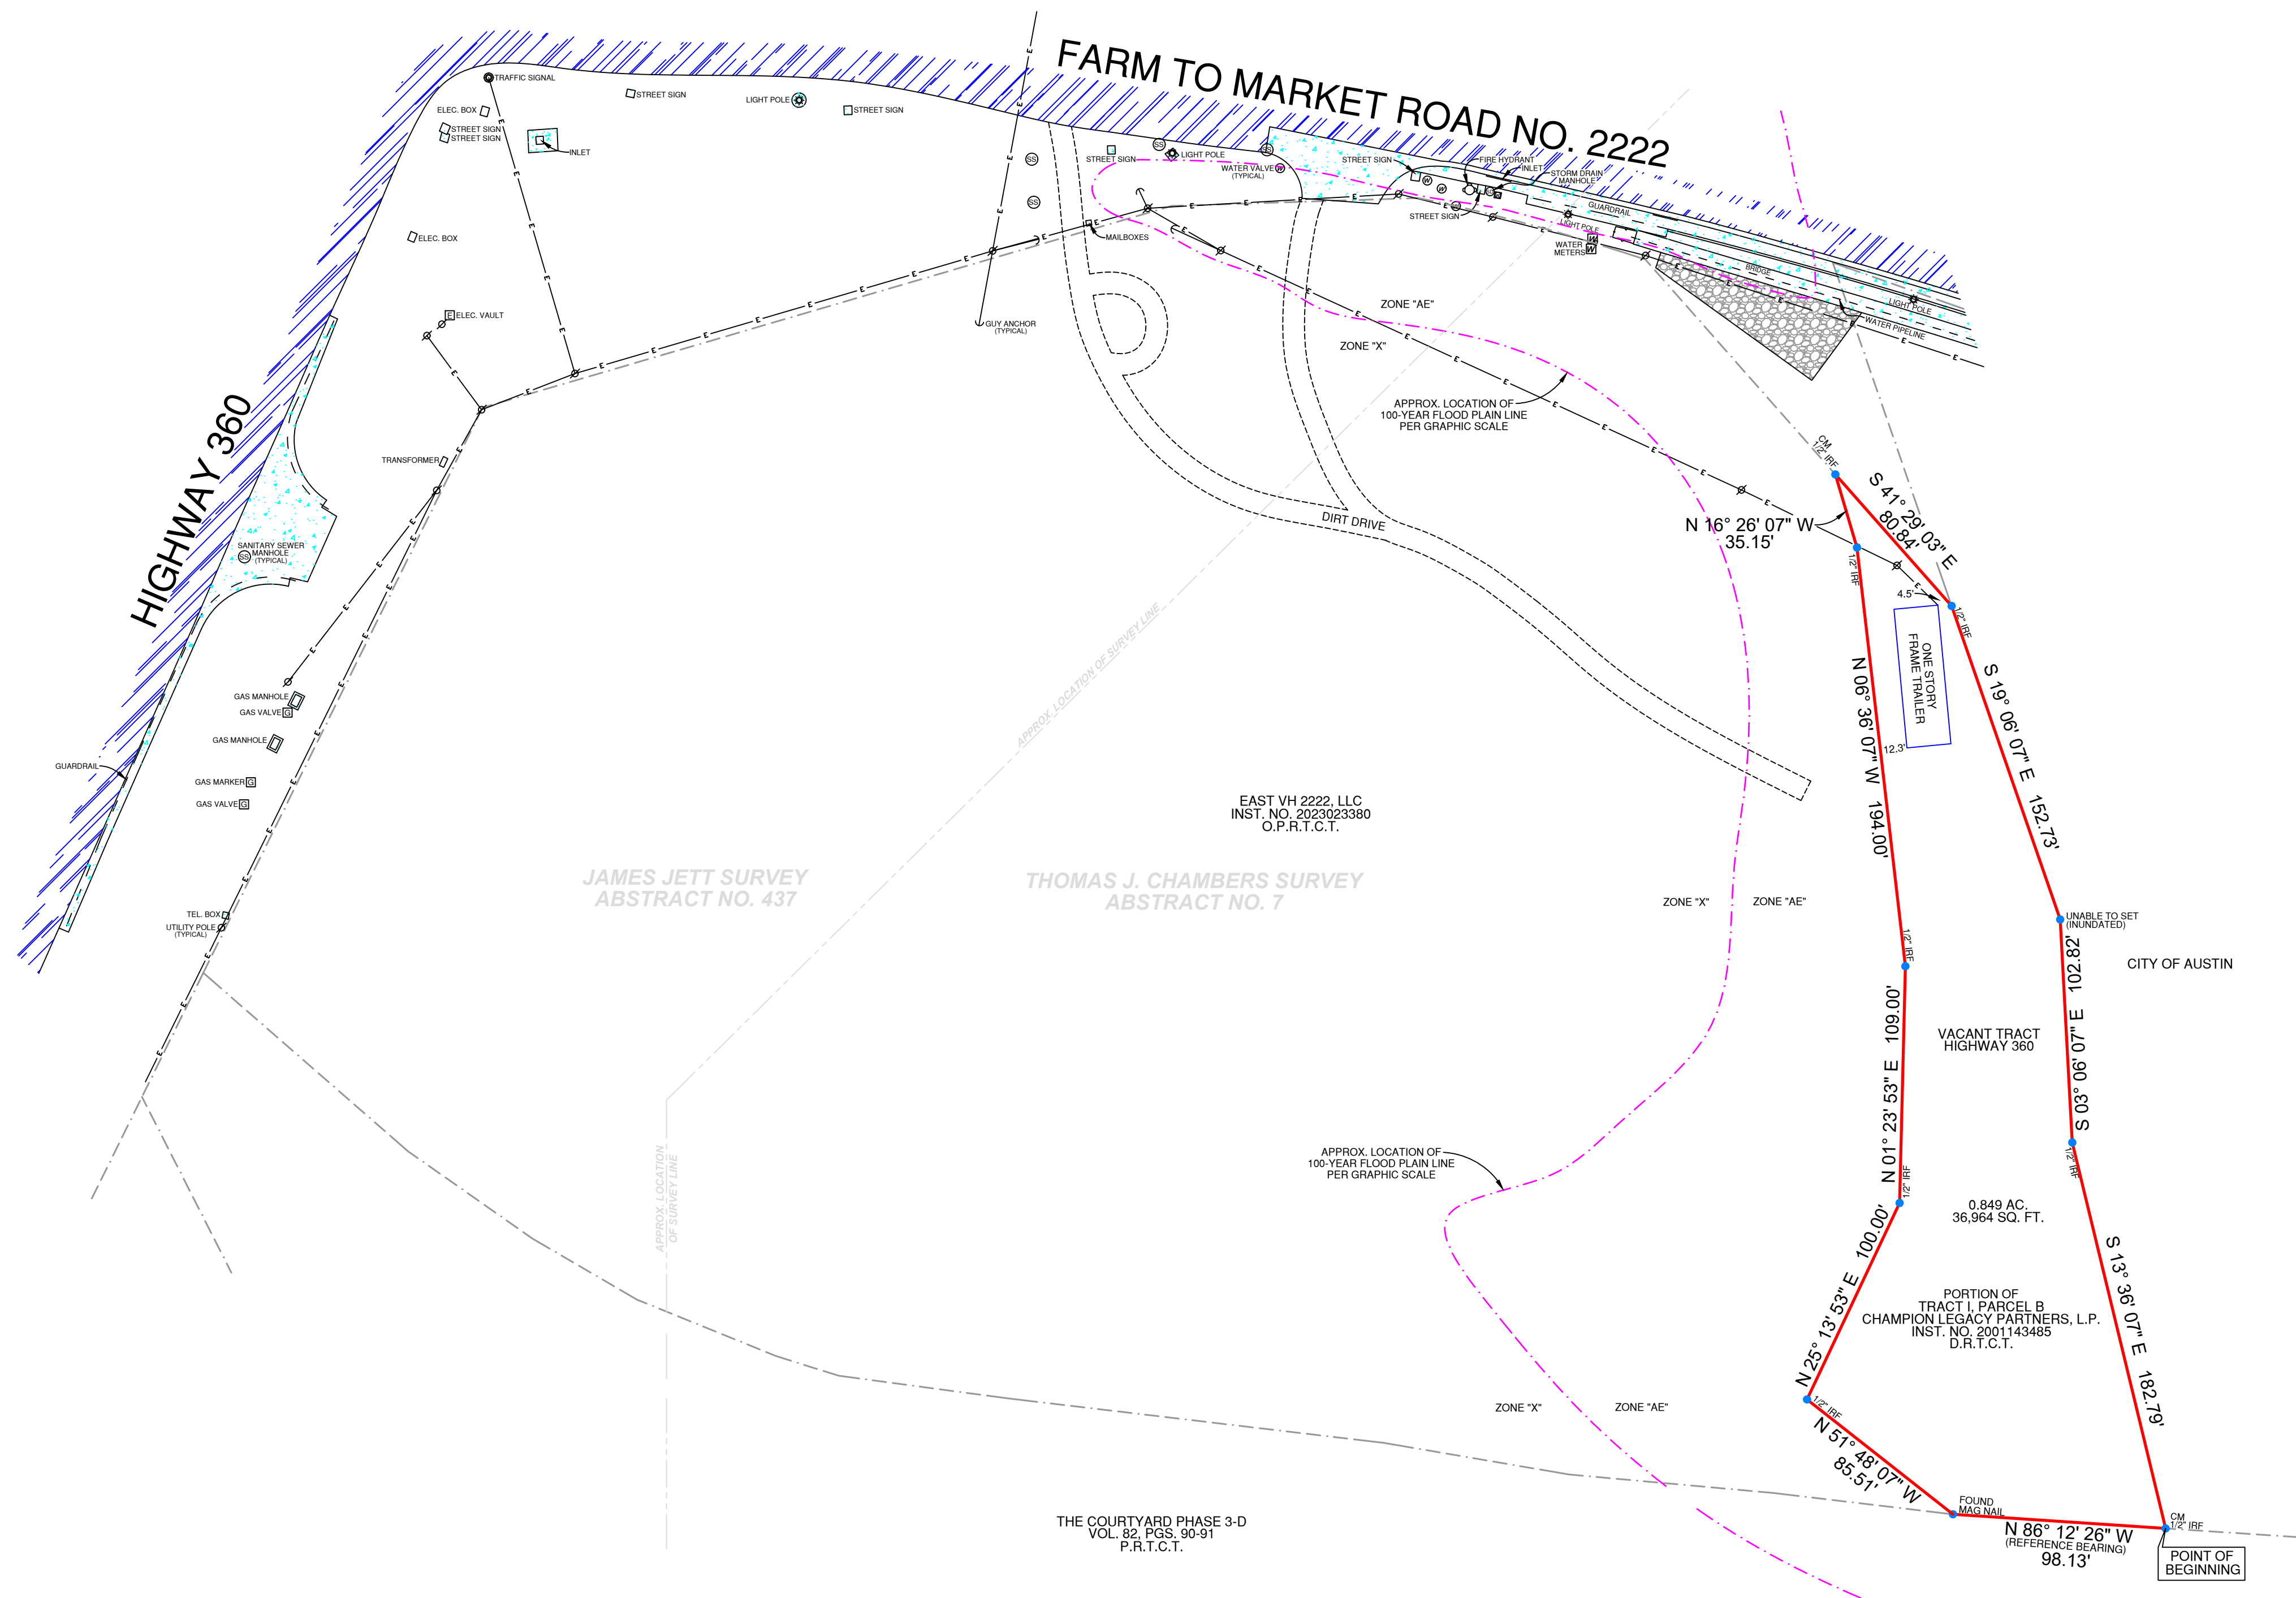 FARM TO MARKET ROAD NO. 2222
HIGHWAY 360
TRAFFIC SIGNAL
ELEC. BOX
STREET SIGN
STREET SIGN
INLET
STREET SIGN
LIGHT POLE
STREET SIGN
ELEC. BOX
E ELEC. VAULT
TRANSFORMER
SANITARY SEWER
SS MANHOLE
(TYPICAL)
GAS MANHOLE
GAS VALVE G
GAS MANHOLE
GUARDRAIL
GAS MARKER G
GAS VALVE G
TEL. BOX
UTILITY POLE
(TYPICAL)
SS
SS
SS
SS
STREET SIGN
LIGHT POLE
WATER VALVE
(TYPICAL)
MAILBOXES
GUY ANCHOR
(TYPICAL)
STREET SIGN
FIRE HYDRANT
INLET
STORM DRAIN
MANHOLE
STREET SIGN
GUARDRAIL
LIGHT POLE
WATER
METERS
W
W
BRIDGE
LIGHT POLE
WATER PIPELINE
ZONE "AE"
ZONE "X"
APPROX. LOCATION OF
100-YEAR FLOOD PLAIN LINE
PER GRAPHIC SCALE
DIRT DRIVE
APPROX. LOCATION OF SURVEY LINE
CM
1/2" IRF
S 41° 29' 03" E
80.84'
N 16° 26' 07" W
35.15'
1/2" IRF
4.5'
1/2" IRF
ONE STORY
FRAME TRAILER
12.3'
N 06° 36' 07" W 194.00'
S 19° 06' 07" E 152.73'
EAST VH 2222, LLC
INST. NO. 2023023380
O.P.R.T.C.T.
JAMES JETT SURVEY
ABSTRACT NO. 437
THOMAS J. CHAMBERS SURVEY
ABSTRACT NO. 7
ZONE "X"
ZONE "AE"
UNABLE TO SET
(INUNDATED)
1/2" IRF
CITY OF AUSTIN
S 03° 06' 07" E 102.82'
N 01° 23' 53" E 109.00'
VACANT TRACT
HIGHWAY 360
1/2" IRF
1/2" IRF
APPROX. LOCATION
OF SURVEY LINE
APPROX. LOCATION OF
100-YEAR FLOOD PLAIN LINE
PER GRAPHIC SCALE
0.849 AC.
36,964 SQ. FT.
N 25° 13' 53" E 100.00'
S 13° 36' 07" E 182.79'
PORTION OF
TRACT I, PARCEL B
CHAMPION LEGACY PARTNERS, L.P.
INST. NO. 2001143485
D.R.T.C.T.
ZONE "X"
ZONE "AE"
1/2" IRF
N 51° 48' 07" W
85.51'
FOUND
MAG NAIL
CM
1/2" IRF
N 86° 12' 26" W
(REFERENCE BEARING)
98.13'
POINT OF
BEGINNING
THE COURTYARD PHASE 3-D
VOL. 82, PGS. 90-91
P.R.T.C.T.